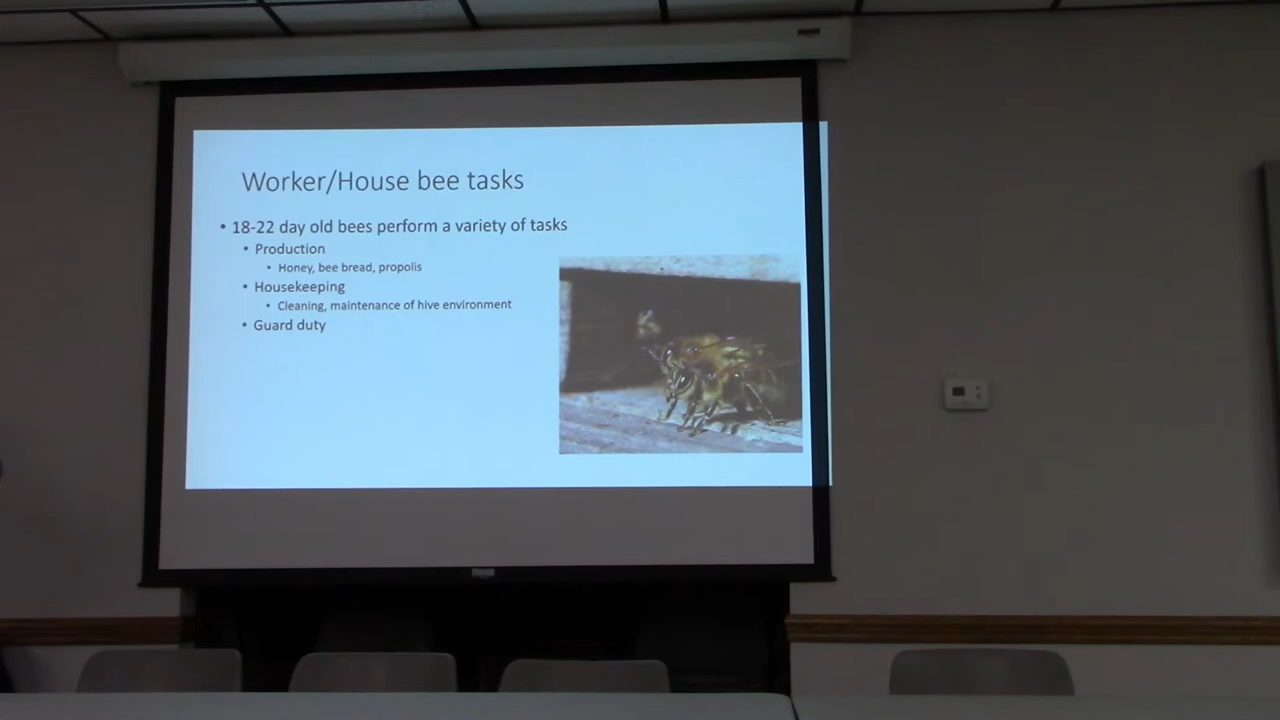 Worker/House bee tasks
• 18-22 day old bees perform a variety of tasks
• Production
• Honey, bee bread, propolis
• Housekeeping
• Cleaning, maintenance of hive environment
• Guard duty